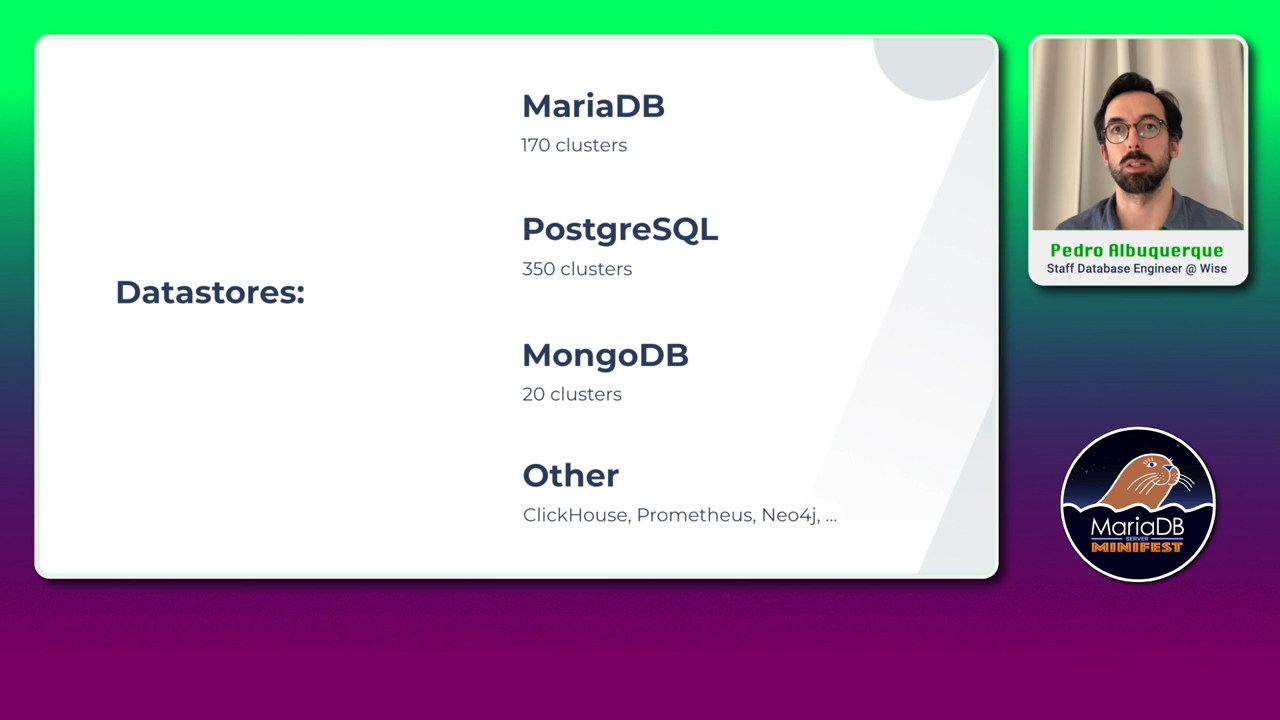 Datastores:
MariaDB
170 clusters
PostgreSQL
350 clusters
MongoDB
20 clusters
Other
ClickHouse, Prometheus, Neo4j, ...
Pedro Albuquerque
Staff Database Engineer @ Wise
MariaDB
SERVER
MINIFEST